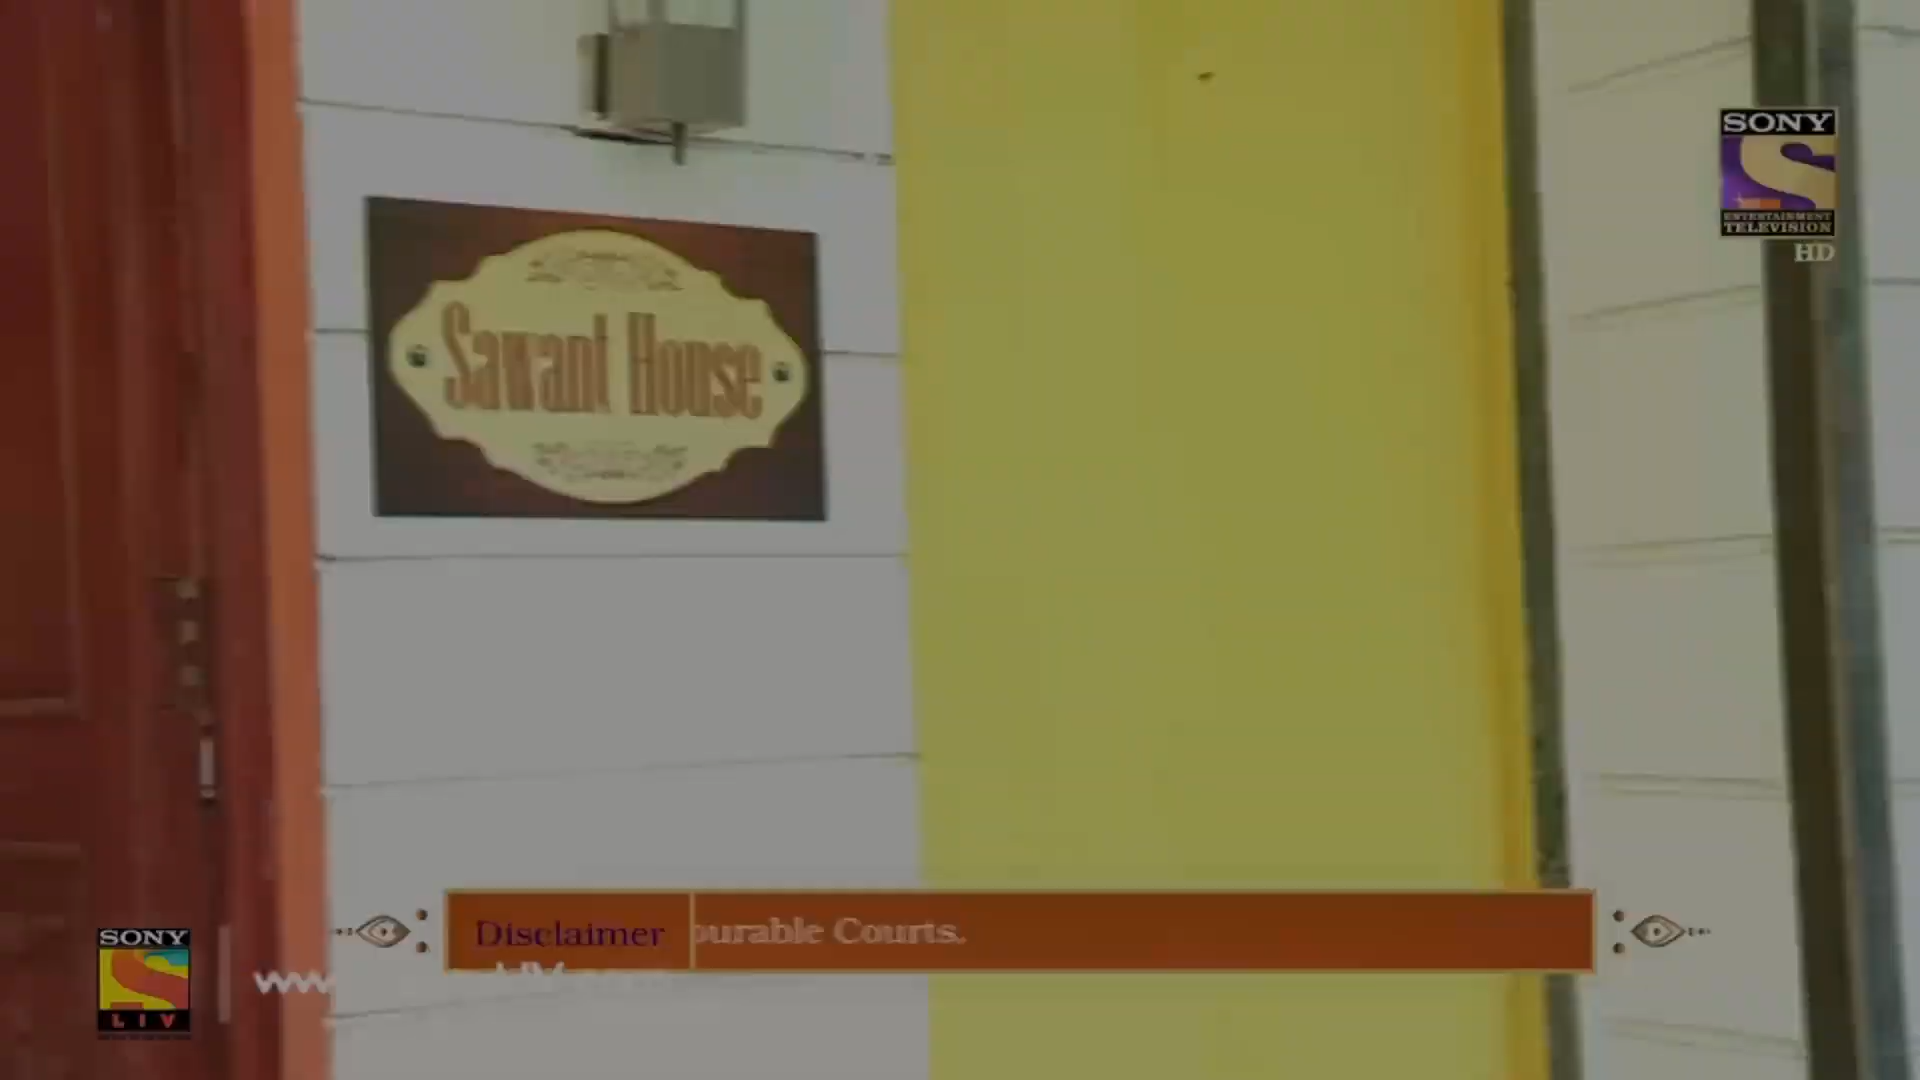 SONY
ENTERTAINMENT
TELEVISION
HD
Sawant House
Disclaimer ourable Courts.
SONY
LIV